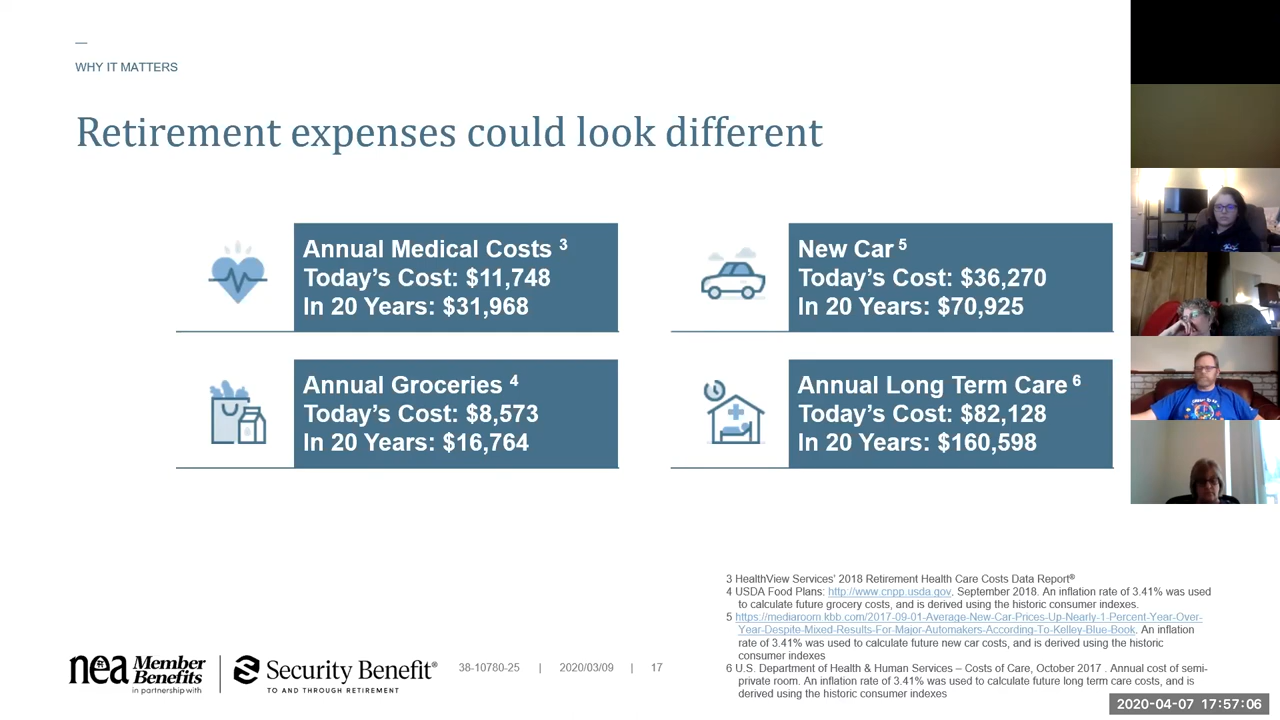 WHY IT MATTERS
Retirement expenses could look different
Annual Medical Costs 3
Today's Cost: $11,748
In 20 Years: $31,968
New Car 5
Today's Cost: $36,270
In 20 Years: $70,925
Annual Groceries 4
Today's Cost: $8,573
In 20 Years: $16,764
Annual Long Term Care 6
Today's Cost: $82,128
In 20 Years: $160,598
3 HealthView Services' 2018 Retirement Health Care Costs Data Report®
4 USDA Food Plans: http://www.cnpp.usda.gov, September 2018. An inflation rate of 3.41% was used
to calculate future grocery costs, and is derived using the historic consumer indexes.
5 https://mediaroom.kbb.com/2017-09-01-Average-New-Car-Prices-Up-Nearly-1-Percent-Year-Over-
Year-Despite-Mixed-Results-For-Major-Automakers-According-To-Kelley-Blue-Book. An inflation
rate of 3.41% was used to calculate future new car costs, and is derived using the historic
consumer indexes
6 U.S. Department of Health & Human Services – Costs of Care, October 2017 . Annual cost of semi-
private room. An inflation rate of 3.41% was used to calculate future long term care costs, and is
derived using the historic consumer indexes
nea Member
Benefits
in partnership with
Security Benefit®
TO AND THROUGH RETIREMENT
38-10780-25 | 2020/03/09 | 17
2020-04-07 17:57:06